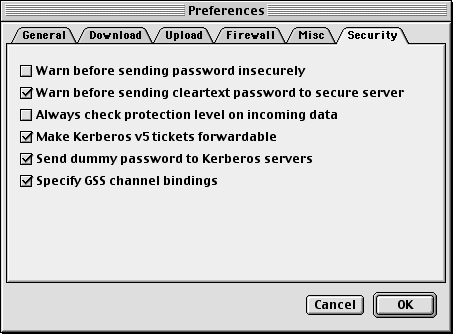 Preferences
General Download Upload Firewall Misc Security
Warn before sending password insecurely
Warn before sending cleartext password to secure server
Always check protection level on incoming data
Make Kerberos v5 tickets forwardable
Send dummy password to Kerberos servers
Specify GSS channel bindings
Cancel OK